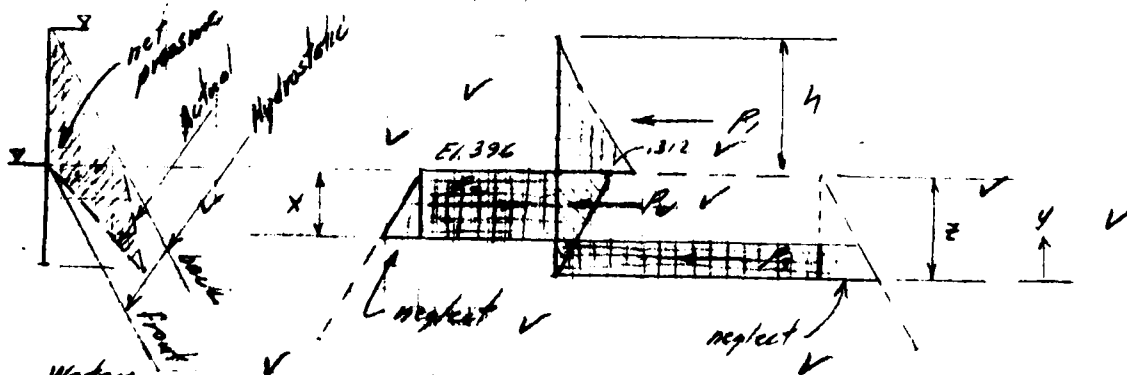 net
pressure
Actual
Hydrostatic
h
P₁
.312
El. 396
x
P₂
z
y
back
front
neglect
neglect
Water